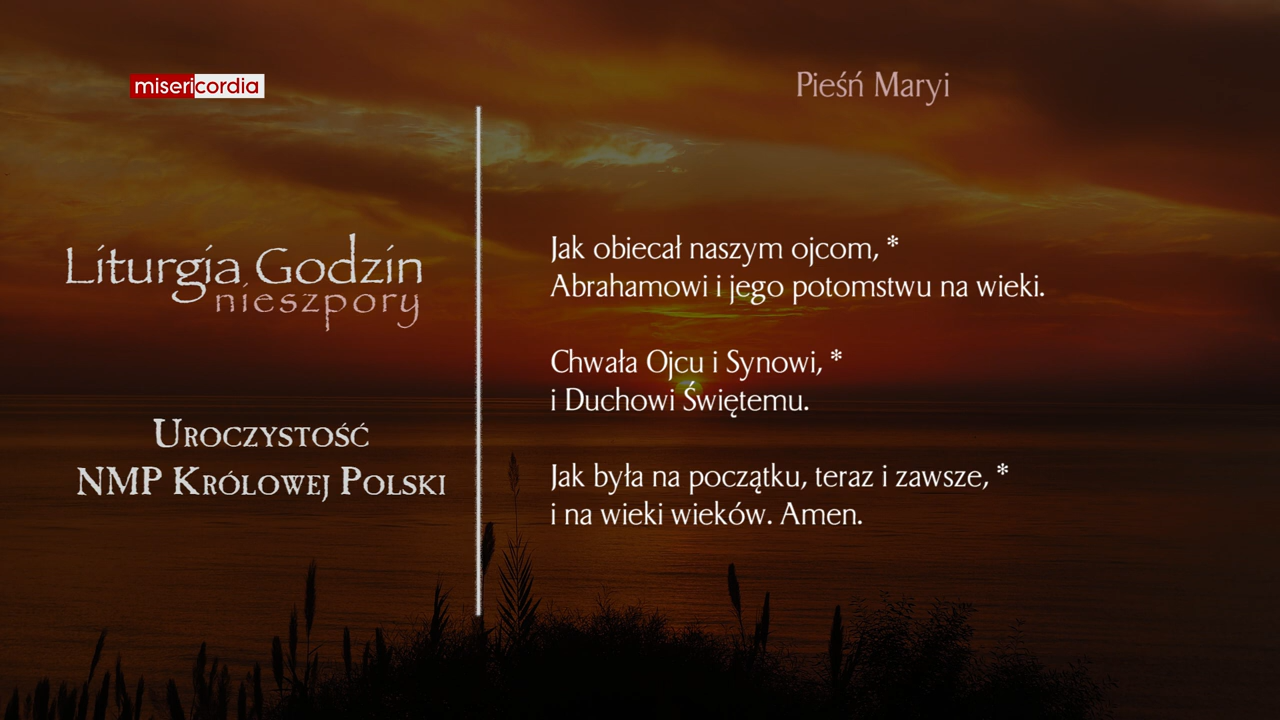 misericordia
Liturgia Godzin
nieszpory
Uroczystość
NMP Królowej Polski
Pieśń Maryi
Jak obiecał naszym ojcom, *
Abrahamowi i jego potomstwu na wieki.
Chwała Ojcu i Synowi, *
i Duchowi Świętemu.
Jak była na początku, teraz i zawsze, *
i na wieki wieków. Amen.